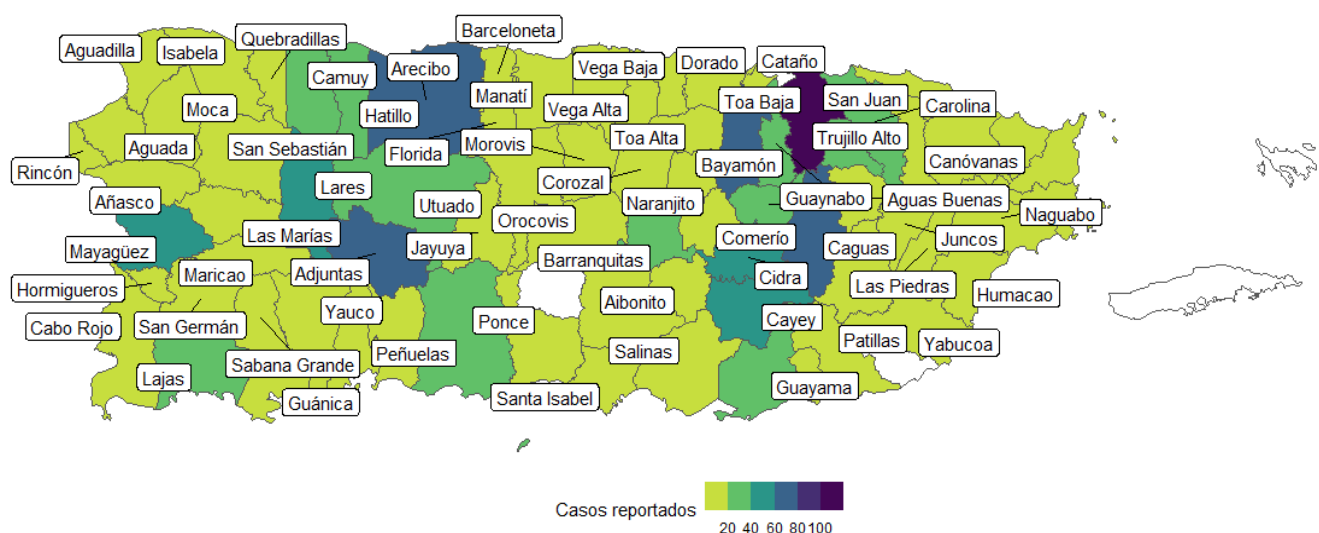 Barceloneta
Quebradillas
Aguadilla
Isabela
Vega Baja
Dorado
Cataño
Camuy
Arecibo
Manatí
Toa Baja
San Juan
Carolina
Moca
Hatillo
Vega Alta
Aguada
San Sebastián
Florida
Morovis
Toa Alta
Trujillo Alto
Rincón
Bayamón
Canóvanas
Corozal
Añasco
Lares
Utuado
Orocovis
Naranjito
Guaynabo
Aguas Buenas
Naguabo
Mayagüez
Las Marías
Jayuya
Comerío
Caguas
Juncos
Maricao
Adjuntas
Barranquitas
Cidra
Hormigueros
Las Piedras
Humacao
Aibonito
Cabo Rojo
San Germán
Yauco
Ponce
Cayey
Patillas
Yabucoa
Sabana Grande
Peñuelas
Salinas
Lajas
Guánica
Santa Isabel
Guayama
Casos reportados
20 40 60 80 100